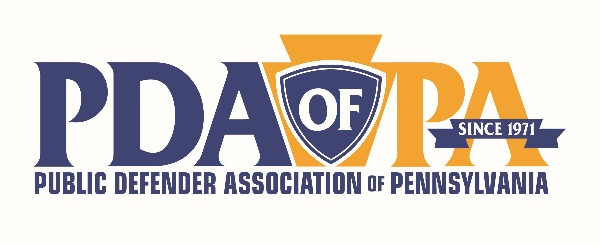 PDA OF PA
SINCE 1971
PUBLIC DEFENDER ASSOCIATION OF PENNSYLVANIA